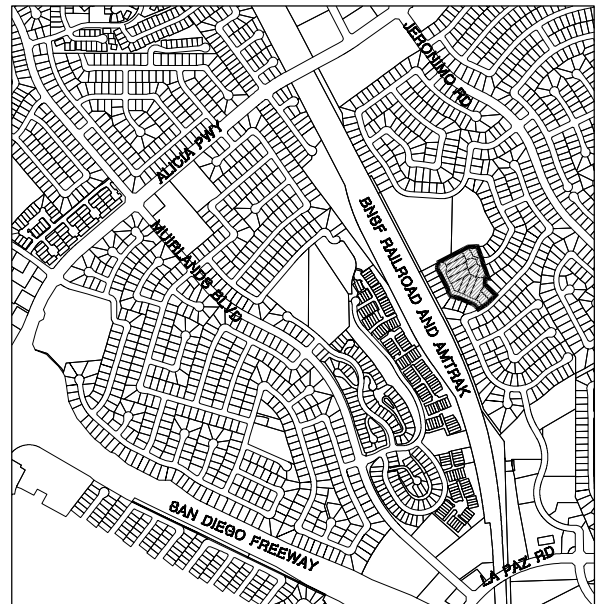 JERONIMO RD
ALICIA PWY
BNSF RAILROAD AND AMTRAK
MUIRLANDS BLVD
SAN DIEGO FREEWAY
LA PAZ RD